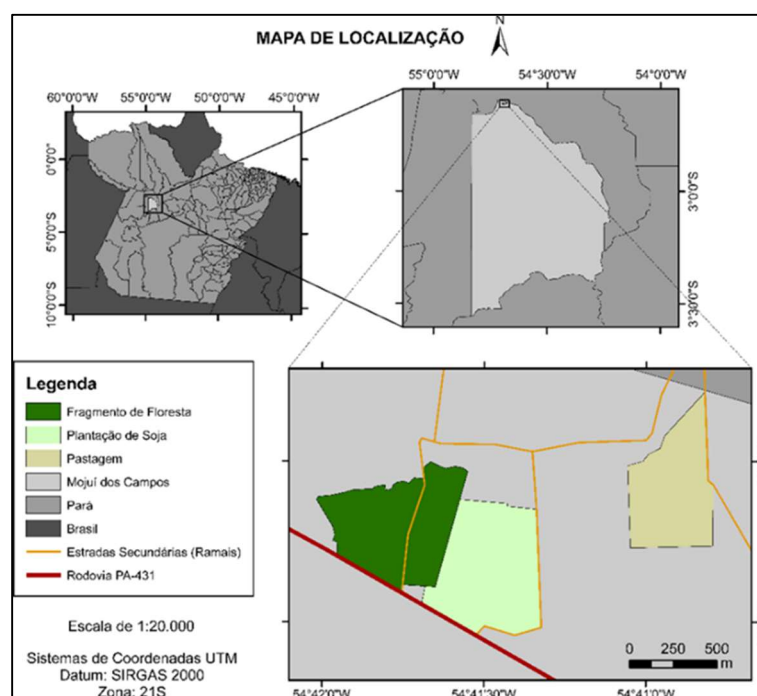 N
MAPA DE LOCALIZAÇÃO
60°0'0"W 55°0'0"W 50°0'0"W 45°0'0"W
0°0'0"
5°0'0"S
10°0'0"S
55°0'0"W 54°30'0"W 54°0'0"W
3°0'0"S
3°30'0"S
Legenda
Fragmento de Floresta
Plantação de Soja
Pastagem
Mojuí dos Campos
Pará
Brasil
Estradas Secundárias (Ramais)
Rodovia PA-431
Escala de 1:20.000
Sistemas de Coordenadas UTM
Datum: SIRGAS 2000
Zona: 21S
0 250 500
m
54°42'0"W 54°41'30"W 54°41'0"W